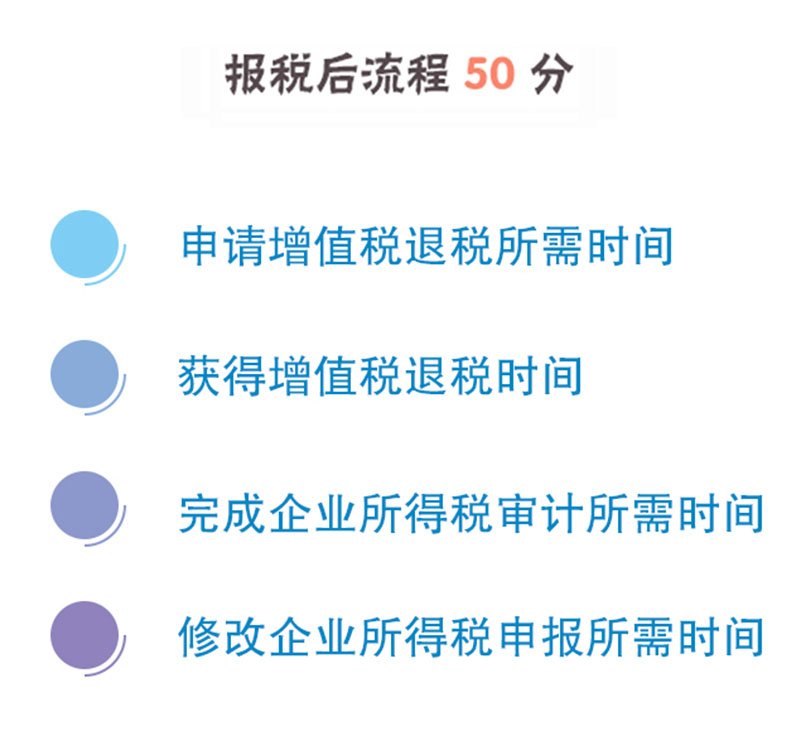 报税后流程 50 分
申请增值税退税所需时间
获得增值税退税时间
完成企业所得税审计所需时间
修改企业所得税申报所需时间